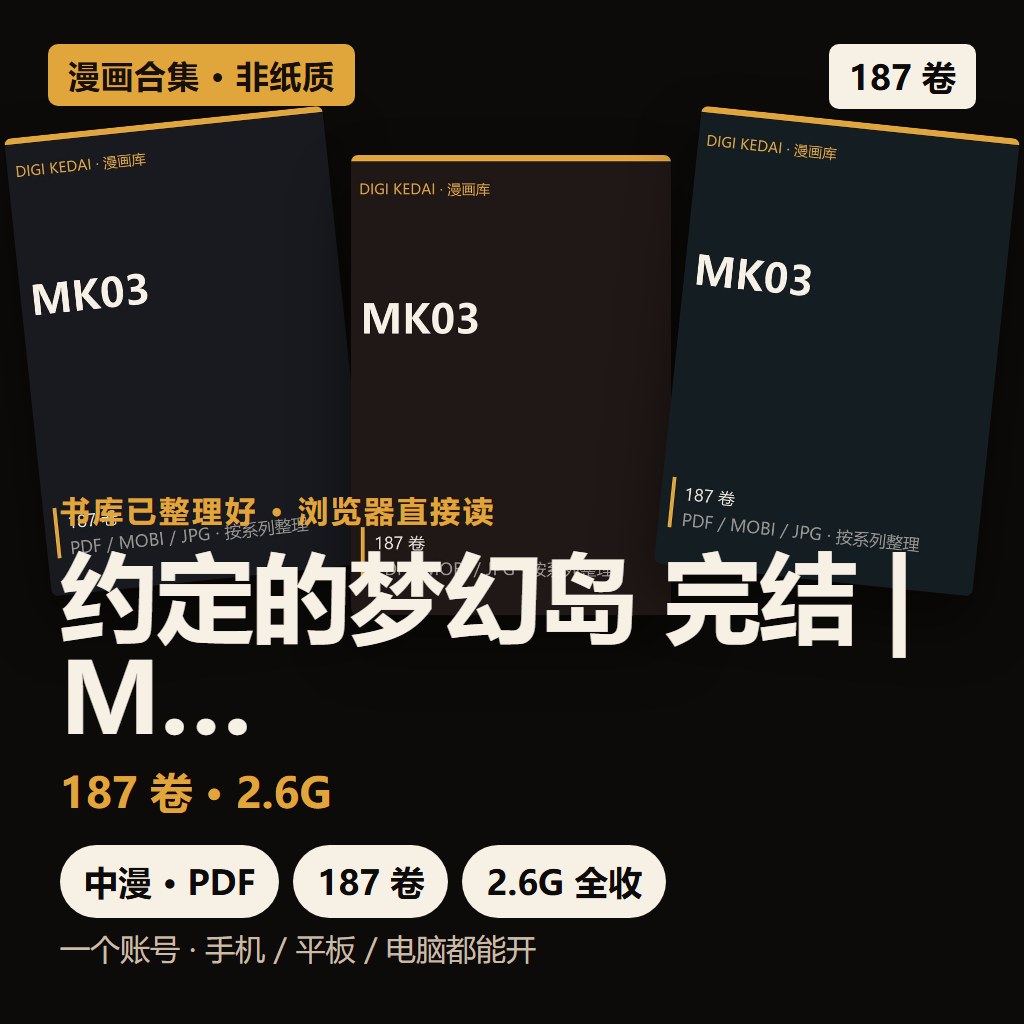 漫画合集 • 非纸质
187 卷
DIGI KEDAI · 漫画库
MK03
DIGI KEDAI · 漫画库
MK03
DIGI KEDAI · 漫画库
MK03
187 卷
PDF / MOBI / JPG · 按系列整理
187 卷
PDF / MOBI / JPG · 按系列整理
187 卷
书库已整理好 • 浏览器直接读
约定的梦幻岛 完结 |
M...
187 卷 • 2.6G
中漫 • PDF
187 卷
2.6G 全收
一个账号 · 手机 / 平板 / 电脑都能开